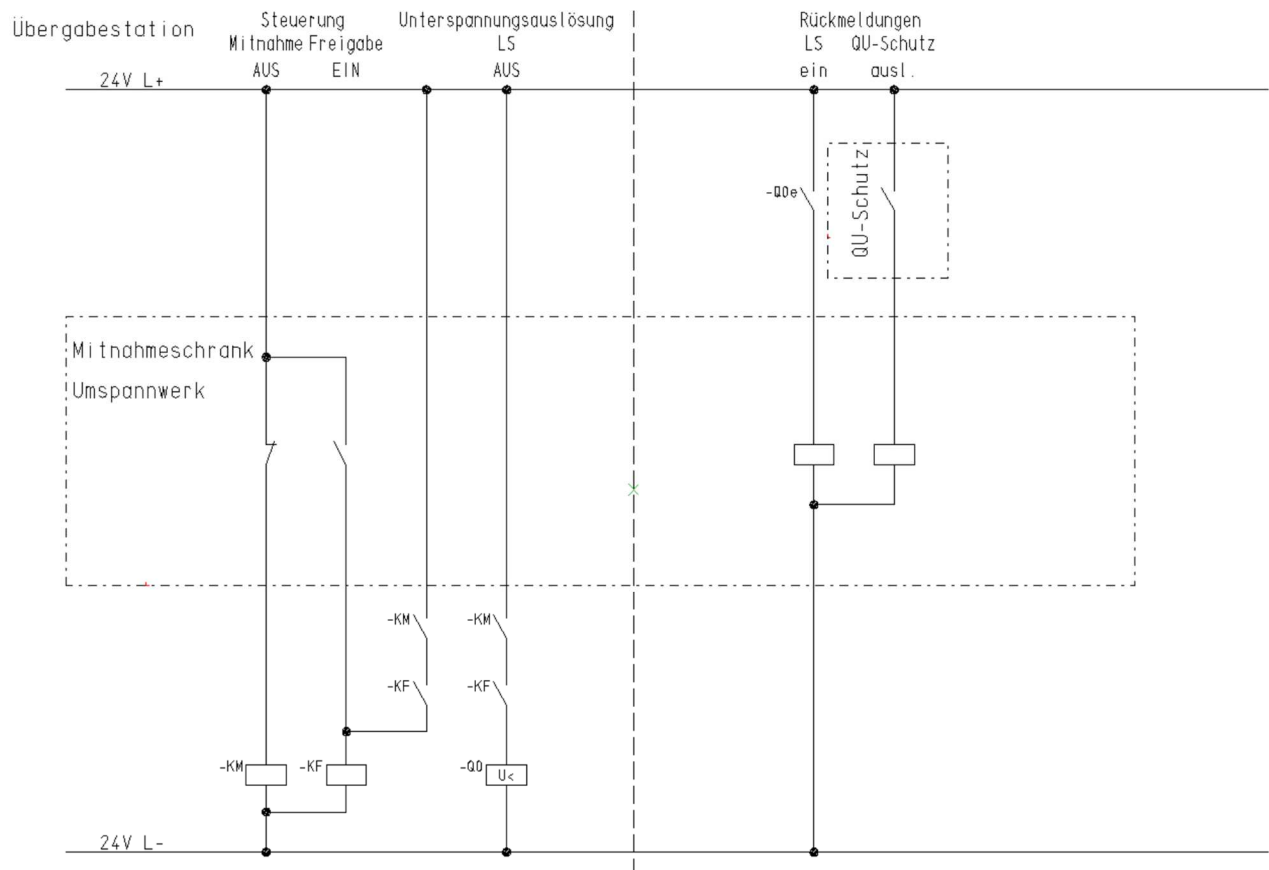 Übergabestation
Steuerung
Mitnahme Freigabe
AUS EIN
Unterspannungsauslösung
LS
AUS
Rückmeldungen
LS QU-Schutz
ein ausl.
24V L+
-Q0e
QU-Schutz
Mitnahmeschrank
Umspannwerk
-KM -KM
-KF -KF
-KM -KF -Q0 U<
24V L-